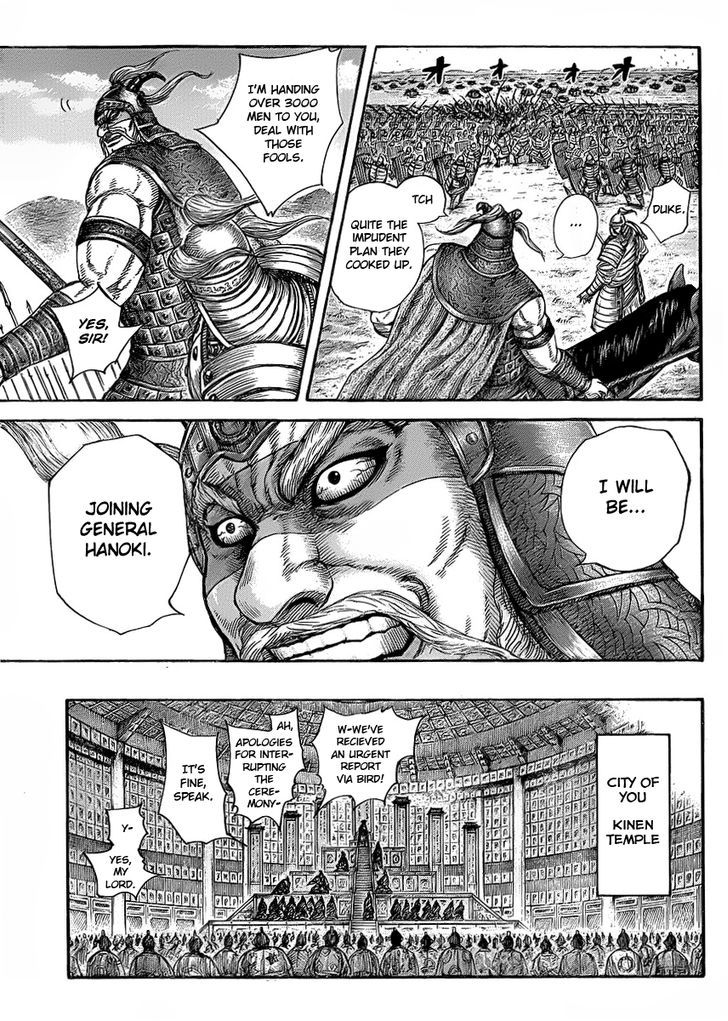 DUKE.
...
TCH
QUITE THE
IMPUDENT
PLAN THEY
COOKED UP.
I'M HANDING
OVER 3000
MEN TO YOU,
DEAL WITH
THOSE
FOOLS.
YES,
SIR!
I WILL
BE...
JOINING
GENERAL
HANOKI.
CITY OF
YOU
KINEN
TEMPLE
W-WE'VE
RECIEVED
AN URGENT
REPORT
VIA BIRD!
AH,
APOLOGIES
FOR INTER-
RUPTING
THE
CEREMONY-
MONY-
IT'S
FINE,
SPEAK.
Y-
YES,
MY
LORD.